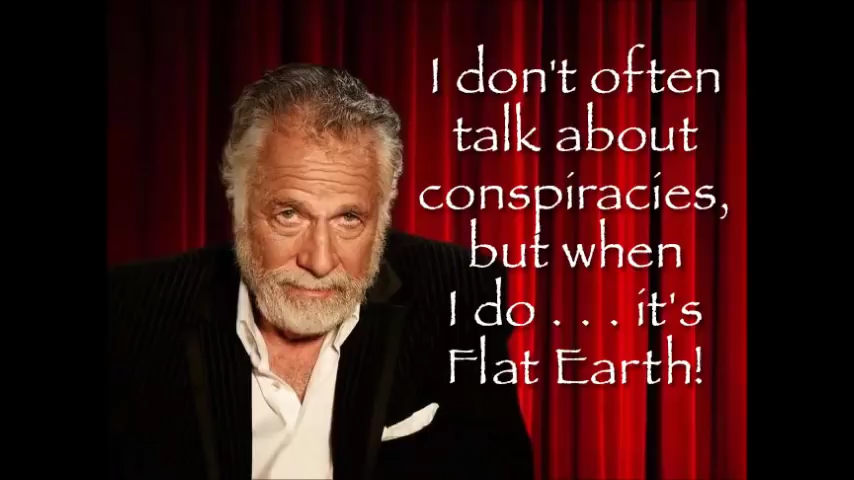 I don't often
talk about
conspiracies,
but when
I do . . . it's
Flat Earth!